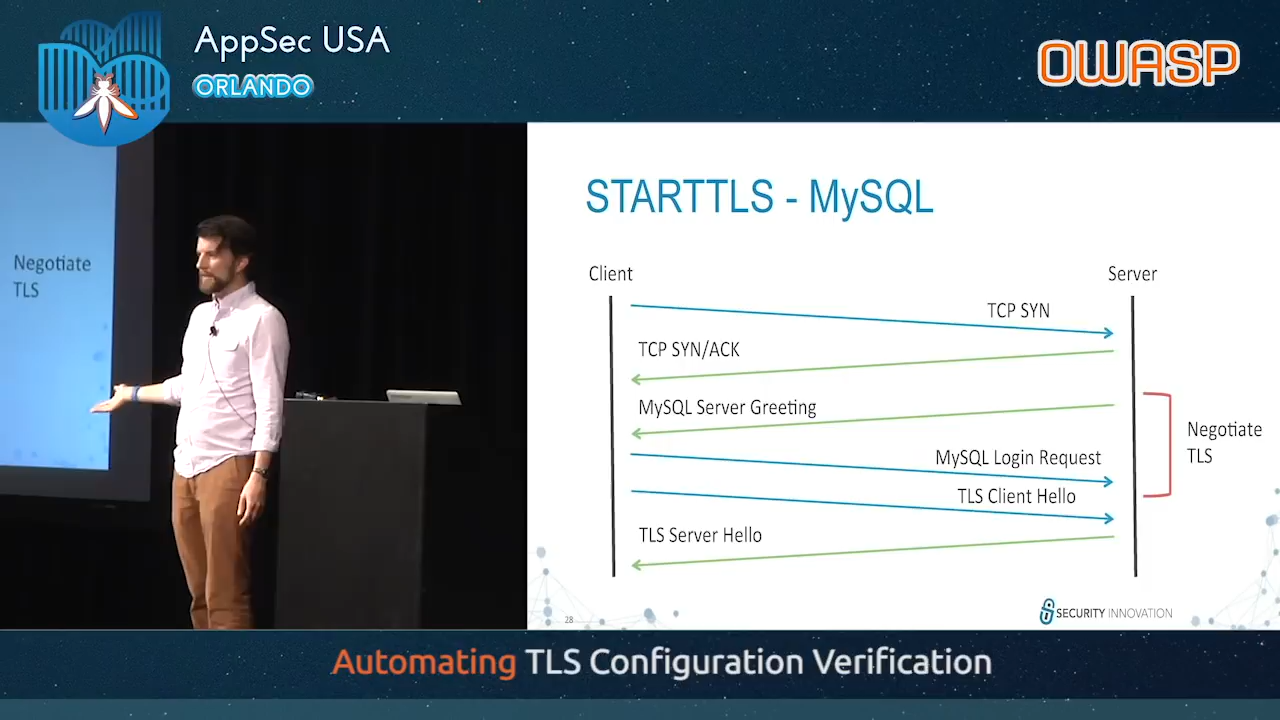 AppSec USA
ORLANDO
OWASP
Negotiate
TLS
STARTTLS - MySQL
Client
Server
TCP SYN
TCP SYN/ACK
MySQL Server Greeting
MySQL Login Request
Negotiate
TLS
TLS Client Hello
TLS Server Hello
28
SECURITY INNOVATION
Automating TLS Configuration Verification